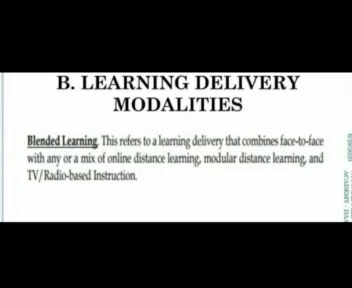 B. LEARNING DELIVERY
MODALITIES
Blended Learning. This refers to a learning delivery that combines face-to-face
with any or a mix of online distance learning, modular distance learning, and
TV/Radio-based Instruction.